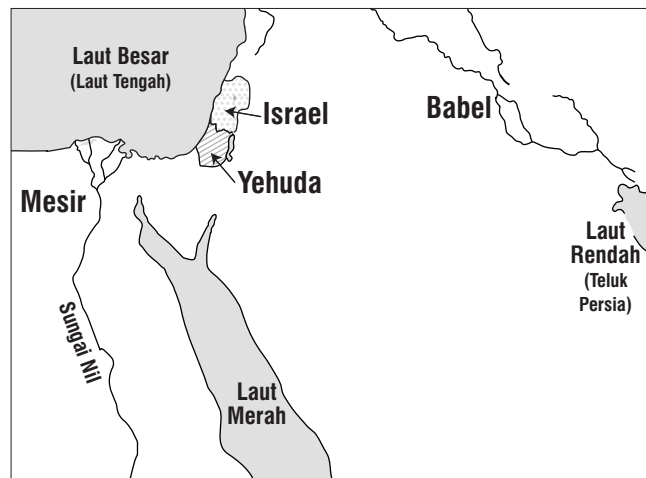 Laut Besar
(Laut Tengah)
Israel
Babel
Yehuda
Mesir
Laut
Rendah
(Teluk
Persia)
Sungai Nil
Laut
Merah